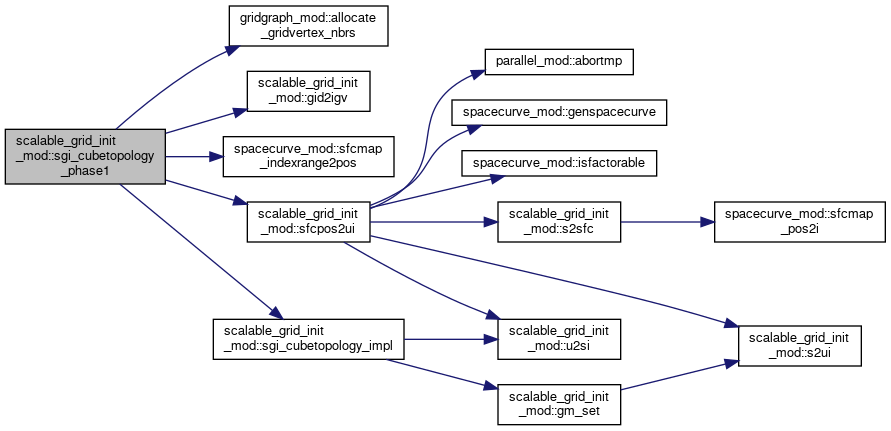 gridgraph_mod::allocate
_gridvertex_nbrs
parallel_mod::abortmp
scalable_grid_init
_mod::gid2igv
spacecurve_mod::genspacecurve
scalable_grid_init
_mod::sgi_cubetopology
_phase1
spacecurve_mod::sfcmap
_indexrange2pos
spacecurve_mod::isfactorable
scalable_grid_init
_mod::sfcpos2ui
scalable_grid_init
_mod::s2sfc
spacecurve_mod::sfcmap
_pos2i
scalable_grid_init
_mod::sgi_cubetopology_impl
scalable_grid_init
_mod::u2si
scalable_grid_init
_mod::s2ui
scalable_grid_init
_mod::gm_set